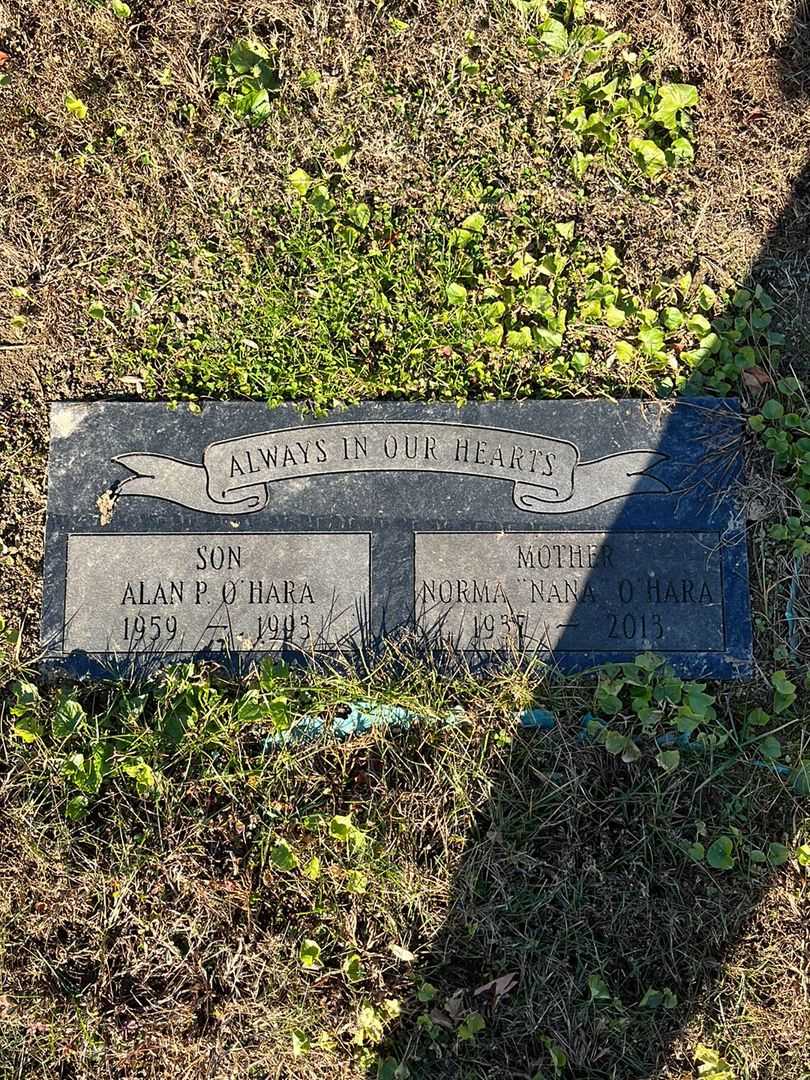 ALWAYS IN OUR HEARTS
SON
ALAN P. O'HARA
1959 — 1993
MOTHER
NORMA "NANA" O'HARA
1937 — 2013